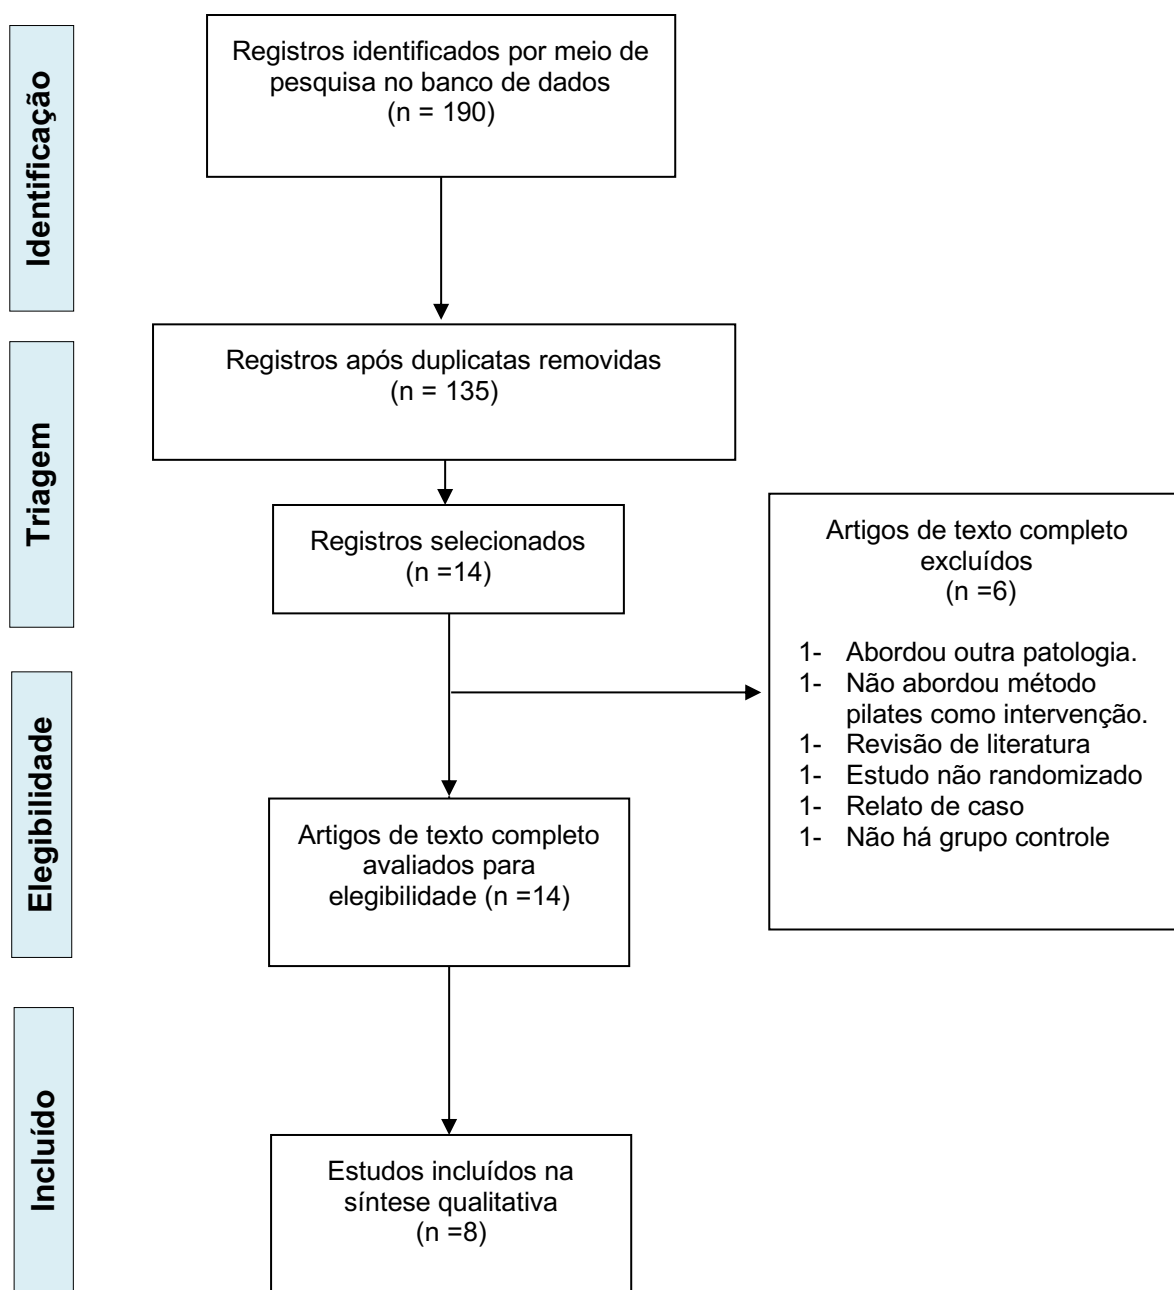 Identificação
Registros identificados por meio de
pesquisa no banco de dados
(n = 190)
Triagem
Registros após duplicatas removidas
(n = 135)
Registros selecionados
(n =14)
Artigos de texto completo
excluídos
(n =6)
1- Abordou outra patologia.
1- Não abordou método
pilates como intervenção.
1- Revisão de literatura
1- Estudo não randomizado
1- Relato de caso
1- Não há grupo controle
Elegibilidade
Artigos de texto completo
avaliados para
elegibilidade (n =14)
Incluído
Estudos incluídos na
síntese qualitativa
(n =8)